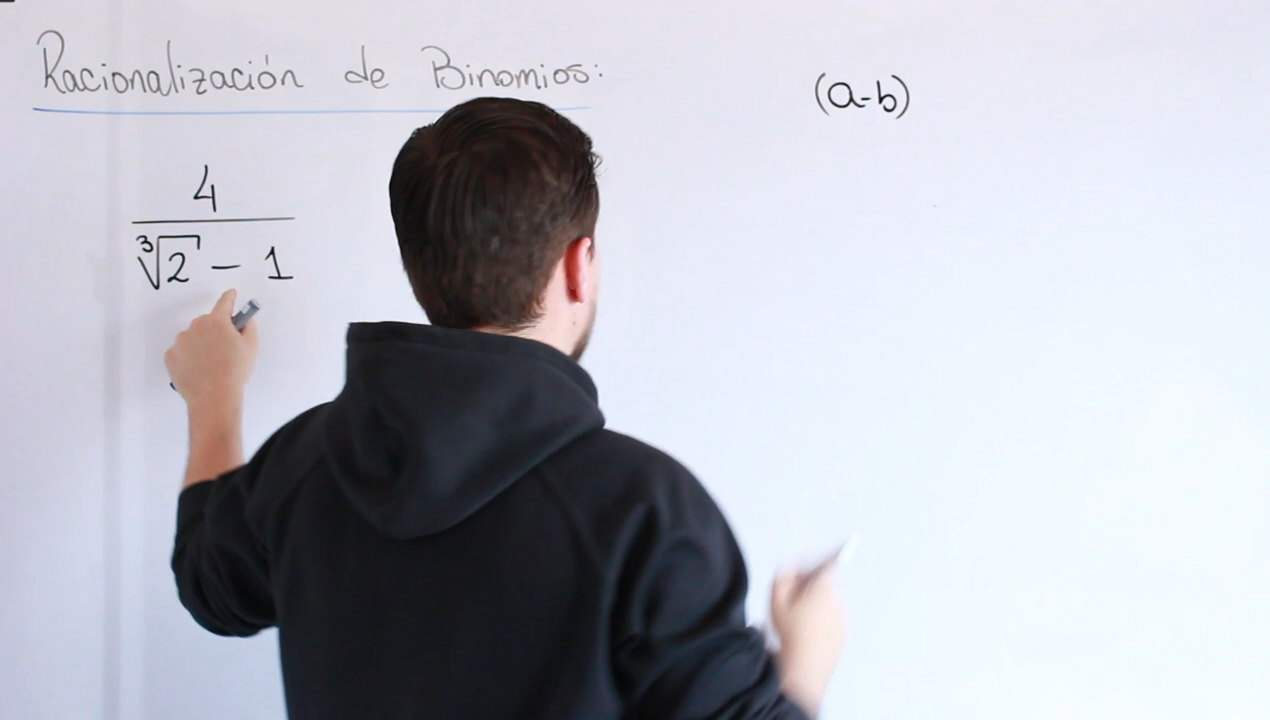 Racionalización de Binomios:
(a-b)
4
∛2 - 1